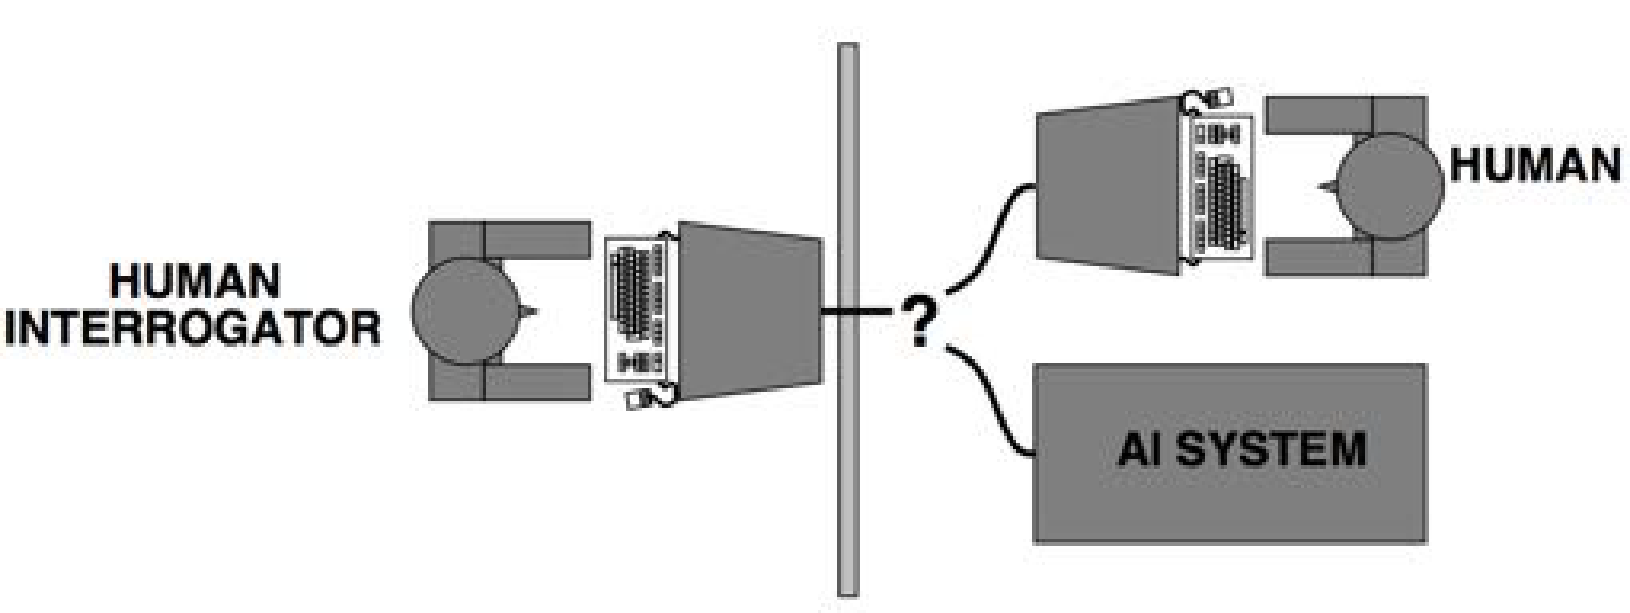 HUMAN
INTERROGATOR
?
HUMAN
AI SYSTEM